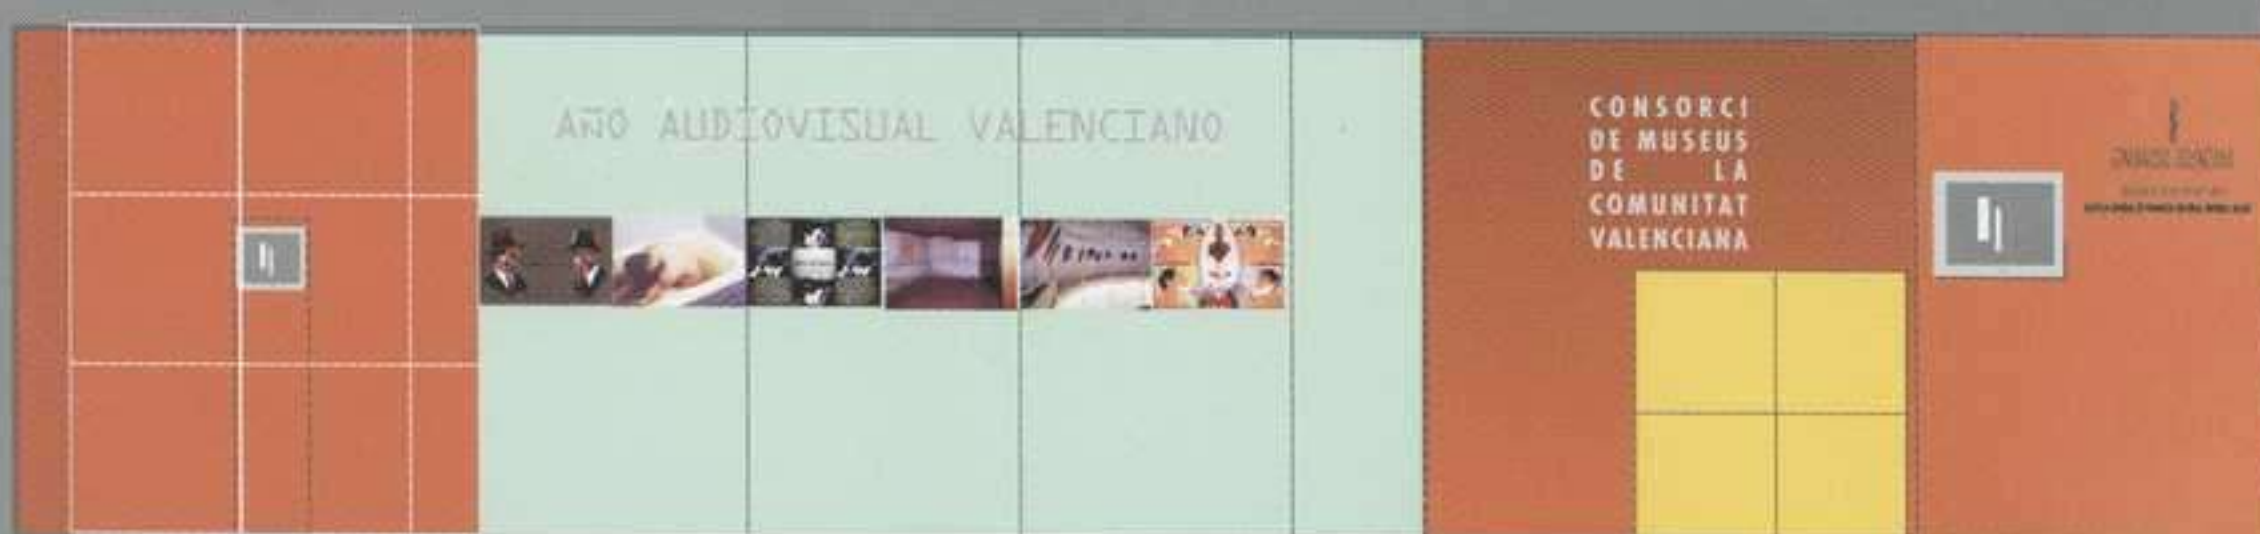 AÑO AUDIOVISUAL VALENCIANO
CONSORCI
DE MUSEUS
DE LA
COMUNITAT
VALENCIANA